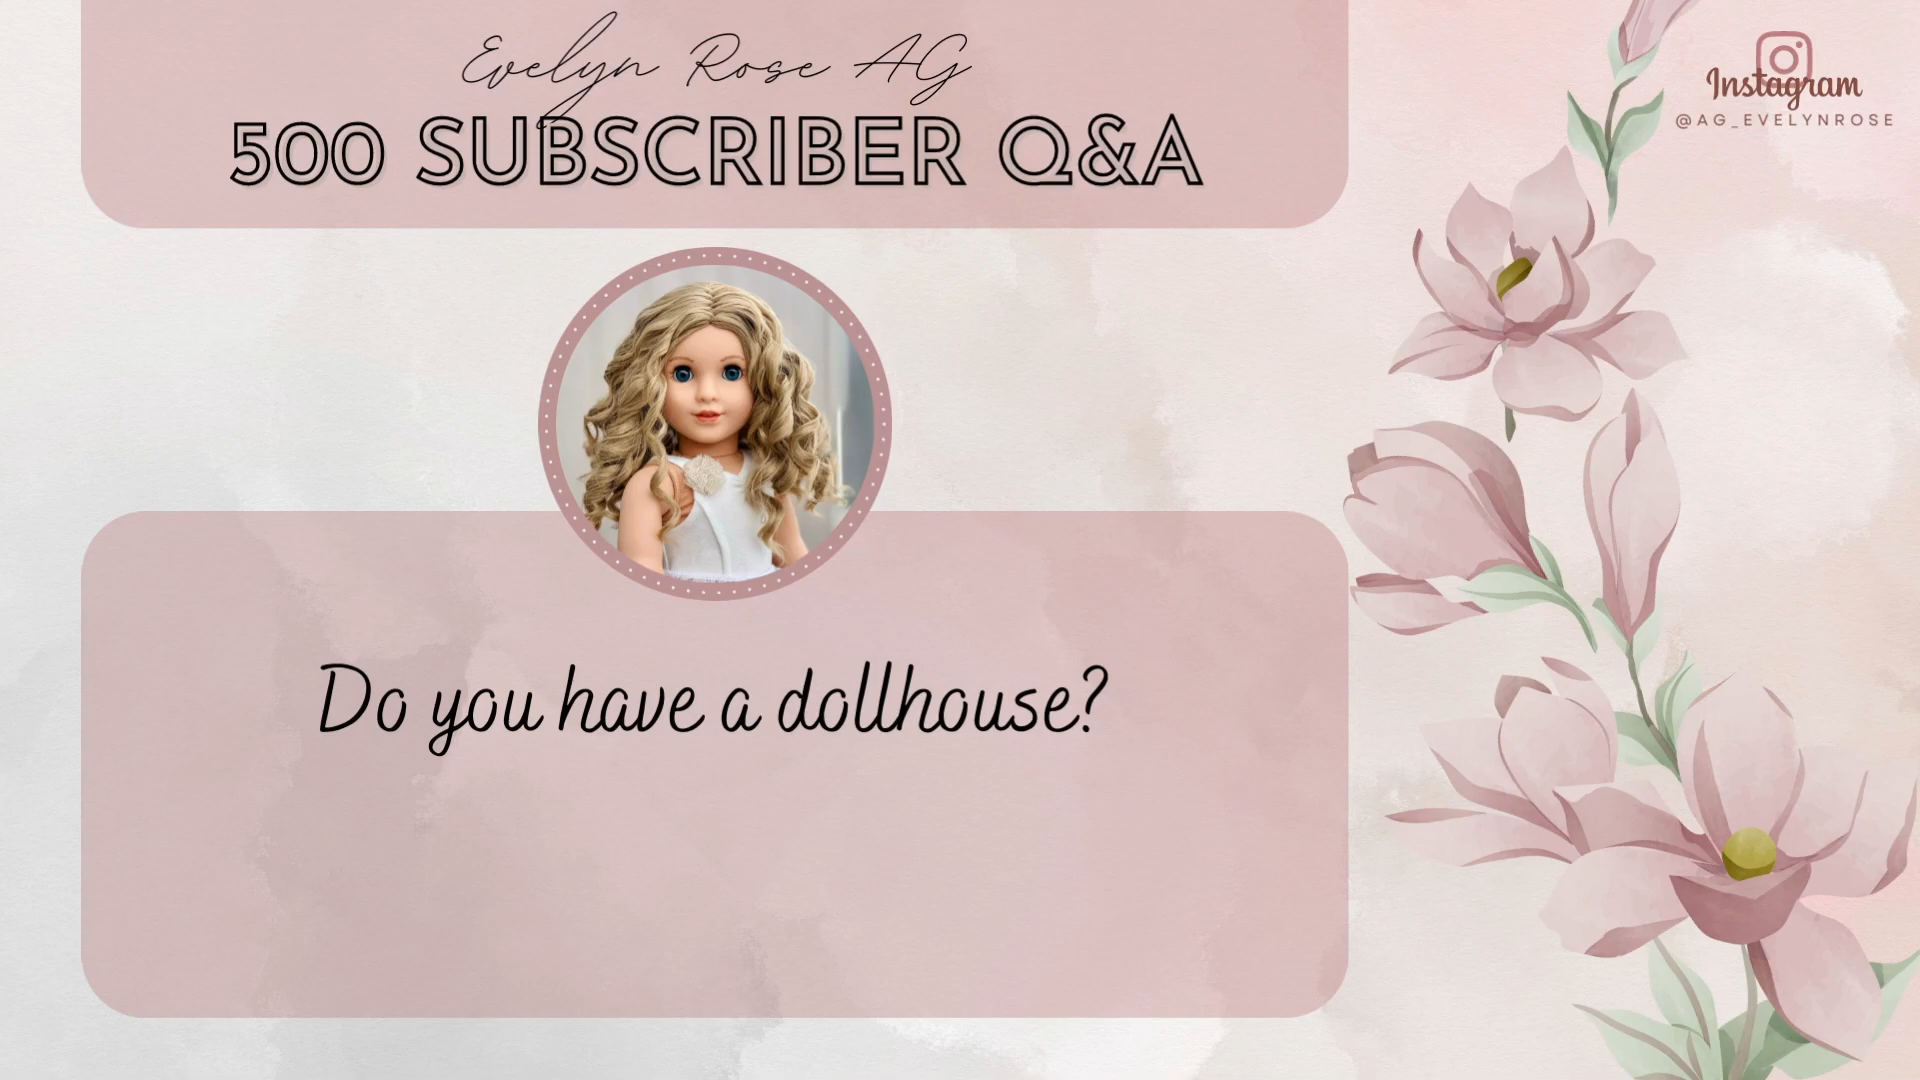 Evelyn Rose AG
500 SUBSCRIBER Q&A
Instagram
@AG_EVELYNROSE
Do you have a dollhouse?